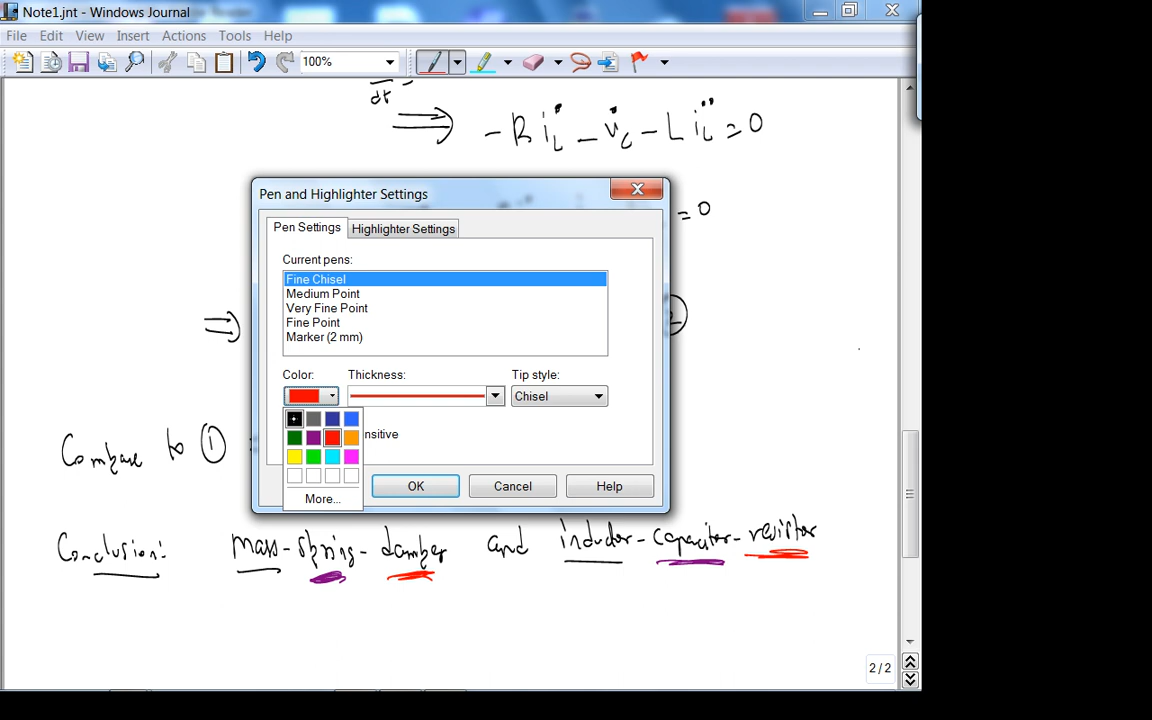 Note1.jnt - Windows Journal
File Edit View Insert Actions Tools Help
100%
dt
⟹ -R i̇L - v̇C - L ïL = 0
= 0
Pen and Highlighter Settings
Pen Settings Highlighter Settings
Current pens:
Fine Chisel
Medium Point
Very Fine Point
Fine Point
Marker (2 mm)
⟹
Color: Thickness: Tip style:
Chisel
nsitive
More...
OK Cancel Help
Compare to ① :
Conclusion: mass-spring-damper and inductor-capacitor-resistor
2 / 2